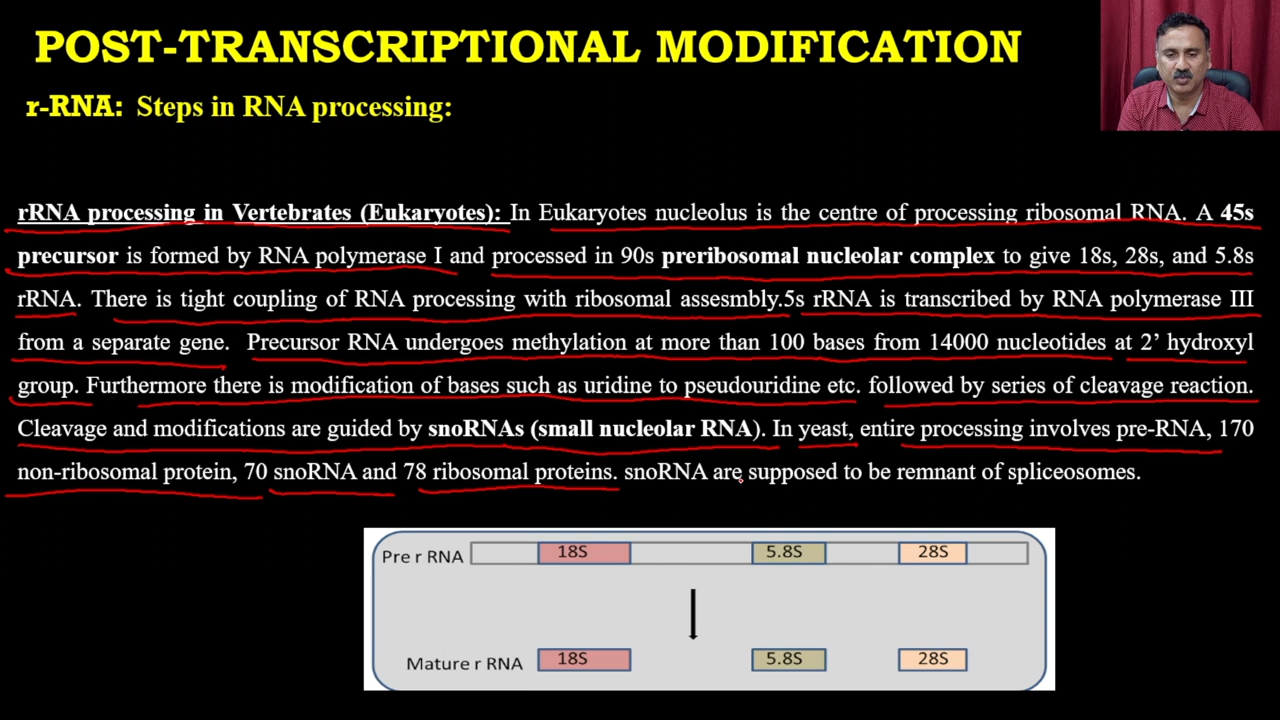 POST-TRANSCRIPTIONAL MODIFICATION
r-RNA: Steps in RNA processing:
rRNA processing in Vertebrates (Eukaryotes): In Eukaryotes nucleolus is the centre of processing ribosomal RNA. A 45s
precursor is formed by RNA polymerase I and processed in 90s preribosomal nucleolar complex to give 18s, 28s, and 5.8s
rRNA. There is tight coupling of RNA processing with ribosomal assesmbly.5s rRNA is transcribed by RNA polymerase III
from a separate gene. Precursor RNA undergoes methylation at more than 100 bases from 14000 nucleotides at 2’ hydroxyl
group. Furthermore there is modification of bases such as uridine to pseudouridine etc. followed by series of cleavage reaction.
Cleavage and modifications are guided by snoRNAs (small nucleolar RNA). In yeast, entire processing involves pre-RNA, 170
non-ribosomal protein, 70 snoRNA and 78 ribosomal proteins. snoRNA are supposed to be remnant of spliceosomes.
Pre r RNA 18S 5.8S 28S
Mature r RNA 18S 5.8S 28S